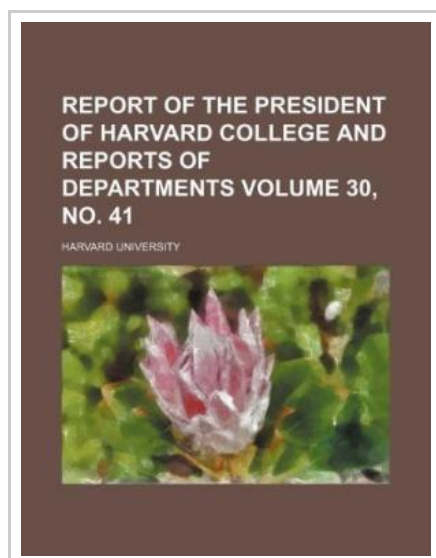 REPORT OF THE PRESIDENT
OF HARVARD COLLEGE AND
REPORTS OF
DEPARTMENTS VOLUME 30,
NO. 41
HARVARD UNIVERSITY